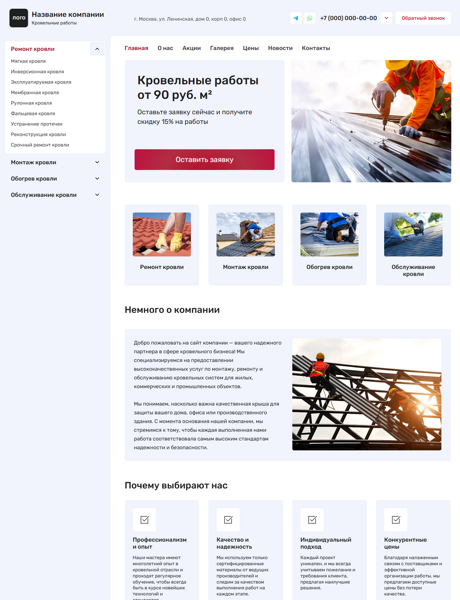 лого
Название компании
Кровельные работы
г. Москва, ул. Ленинская, дом 0, корп 0, офис 0
+7 (000) 000-00-00
Обратный звонок
Ремонт кровли
Мягкая кровля
Инверсионная кровля
Эксплуатируемая кровля
Мембранная кровля
Рулонная кровля
Фальцевая кровля
Устранение протечек
Реконструкция кровли
Срочный ремонт кровли
Монтаж кровли
Обогрев кровли
Обслуживание кровли
Главная
О нас
Акции
Галерея
Цены
Новости
Контакты
Кровельные работы
от 90 руб. м²
Оставьте заявку сейчас и получите
скидку 15% на работы
Оставить заявку
Ремонт кровли
Монтаж кровли
Обогрев кровли
Обслуживание
кровли
Немного о компании
Добро пожаловать на сайт компании — вашего надежного
партнера в сфере кровельного бизнеса! Мы
специализируемся на предоставлении
высококачественных услуг по монтажу, ремонту и
обслуживанию кровельных систем для жилых,
коммерческих и промышленных объектов.
Мы понимаем, насколько важна качественная крыша для
защиты вашего дома, офиса или производственного
здания. С момента основания нашей компании, мы
стремимся к тому, чтобы каждая выполненная нами
работа соответствовала самым высоким стандартам
надежности и безопасности.
Почему выбирают нас
Профессионализм
и опыт
Наши мастера имеют
многолетний опыт в
кровельной отрасли и
проходят регулярное
обучение, чтобы всегда
быть в курсе новейших
технологий и
Качество и
надежность
Мы используем только
сертифицированные
материалы от ведущих
производителей и
следим за качеством
выполнения работ на
каждом этапе.
Индивидуальный
подход
Каждый проект
уникален, и мы всегда
учитываем пожелания и
требования клиента,
предлагая наилучшие
решения.
Конкурентные
цены
Благодаря налаженным
связям с поставщиками и
эффективной
организации работы, мы
предлагаем доступные
цены без потери
качества.